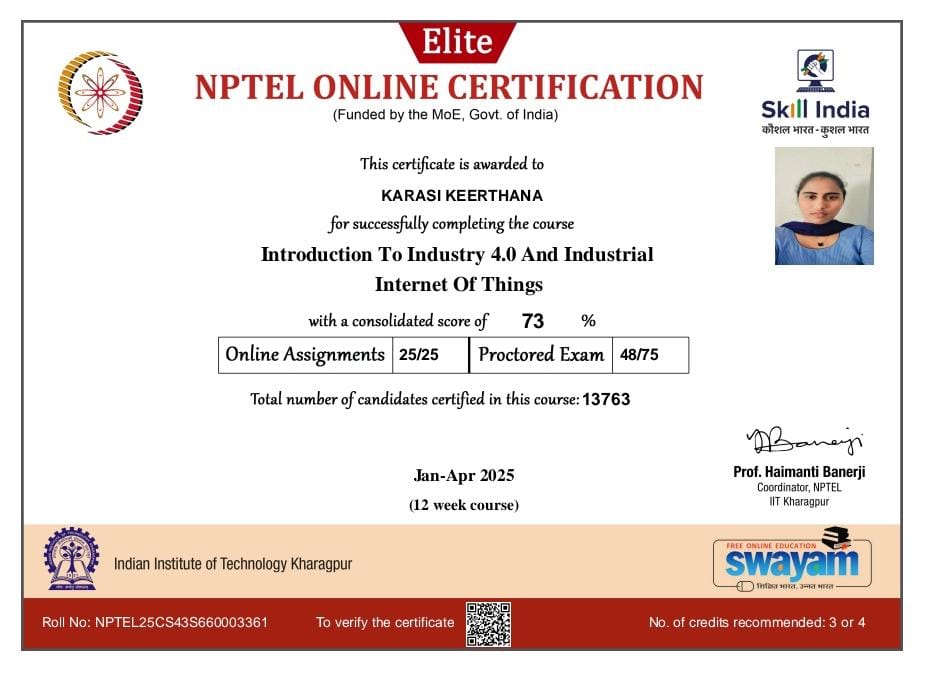 Elite
NPTEL ONLINE CERTIFICATION
(Funded by the MoE, Govt. of India)
Skill India
कौशल भारत - कुशल भारत
This certificate is awarded to
KARASI KEERTHANA
for successfully completing the course
Introduction To Industry 4.0 And Industrial
Internet Of Things
with a consolidated score of 73 %
Online Assignments 25/25 Proctored Exam 48/75
Total number of candidates certified in this course: 13763
Jan-Apr 2025
(12 week course)
Prof. Haimanti Banerji
Coordinator, NPTEL
IIT Kharagpur
Indian Institute of Technology Kharagpur
FREE ONLINE EDUCATION
swayam
शिक्षित भारत, उन्नत भारत
Roll No: NPTEL25CS43S660003361 To verify the certificate No. of credits recommended: 3 or 4